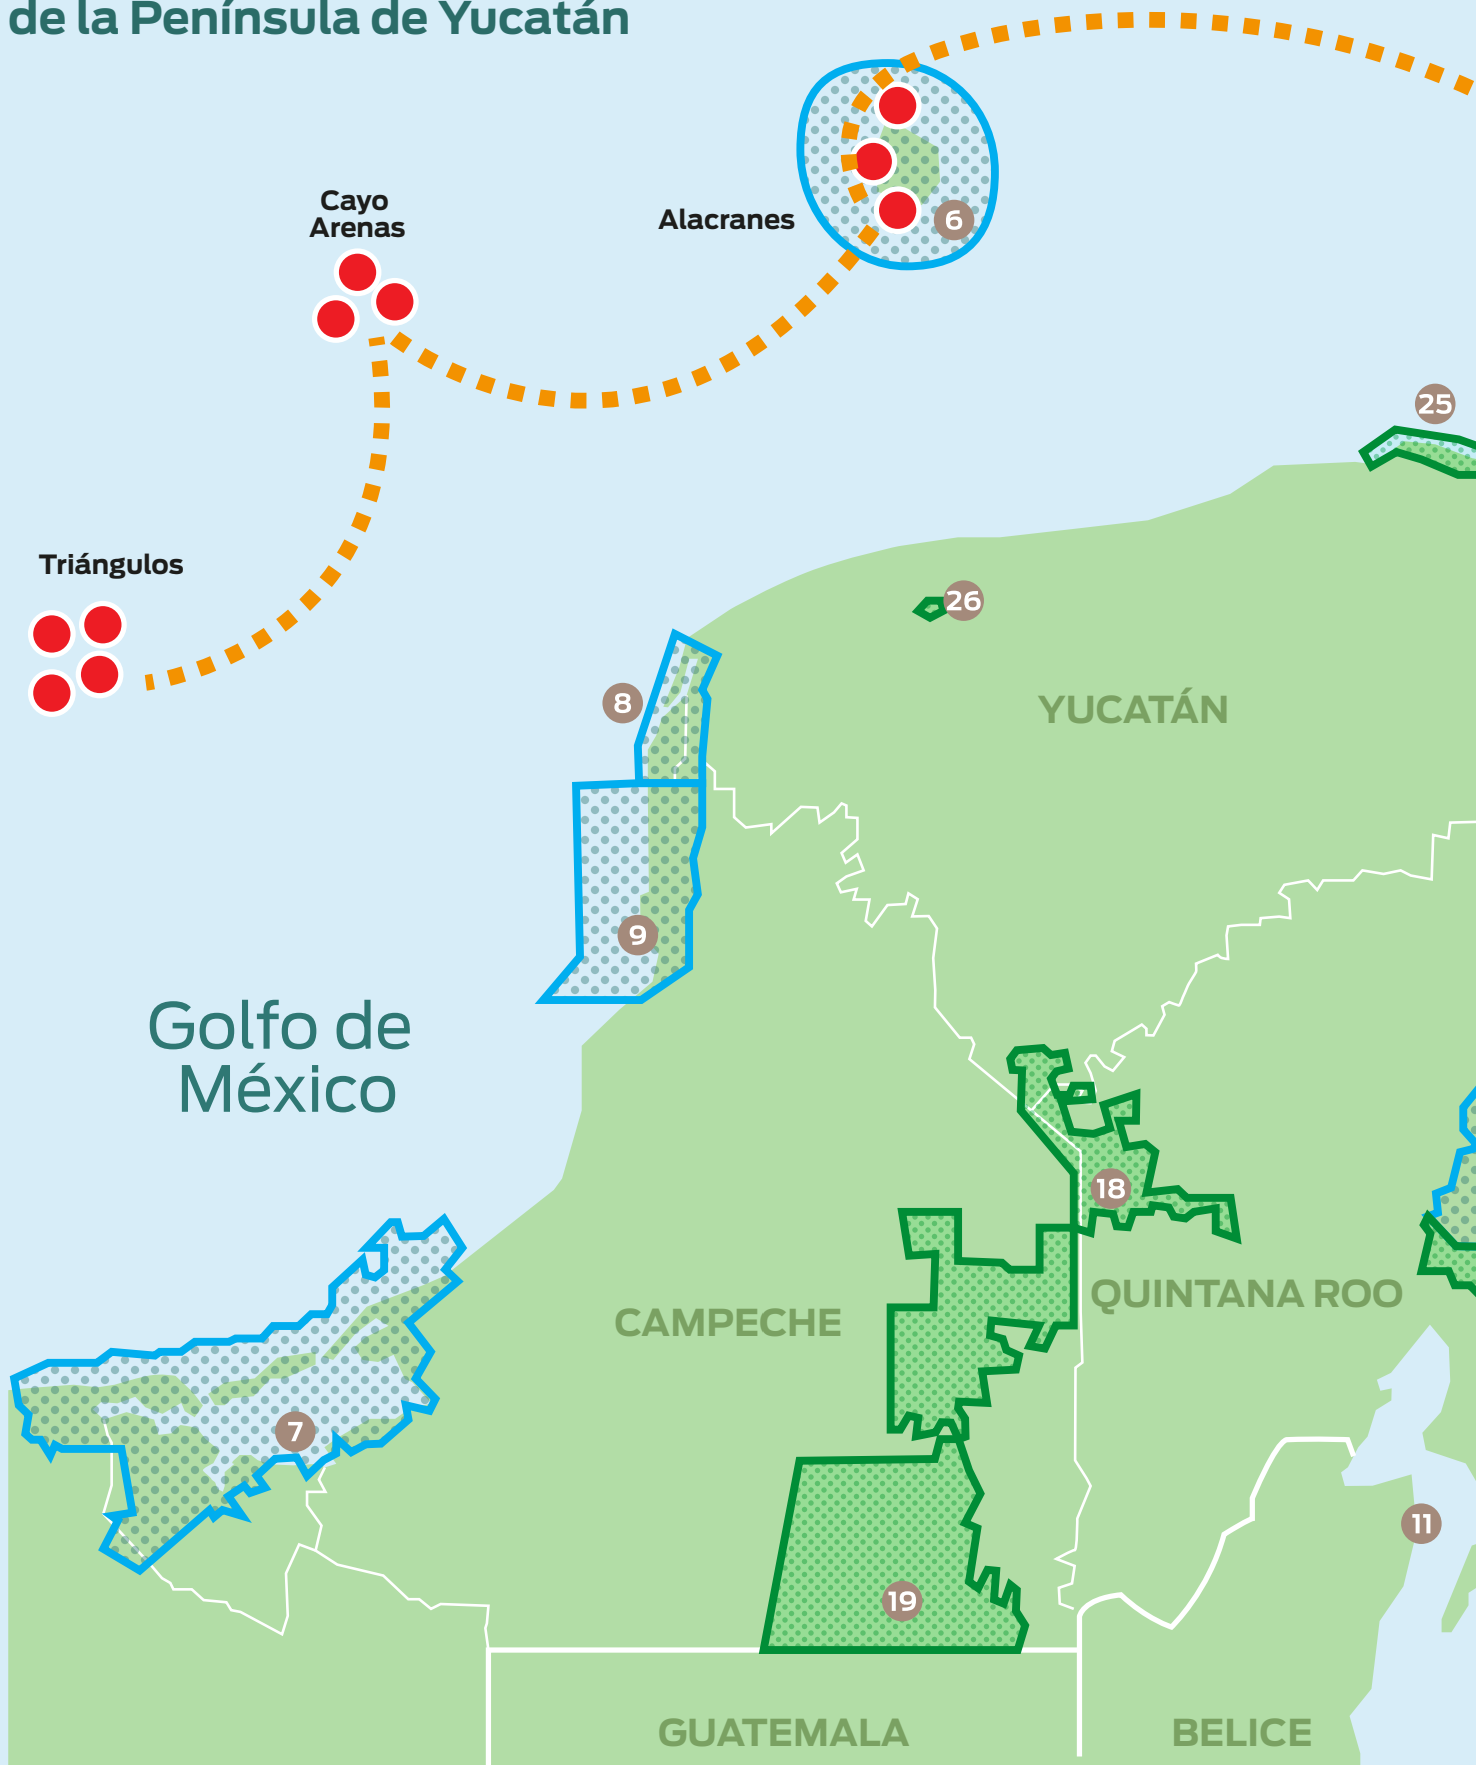 de la Península de Yucatán
Cayo
Arenas
Alacranes
6
25
Triángulos
26
8
YUCATÁN
9
Golfo de
México
18
QUINTANA ROO
CAMPECHE
7
11
19
GUATEMALA
BELICE